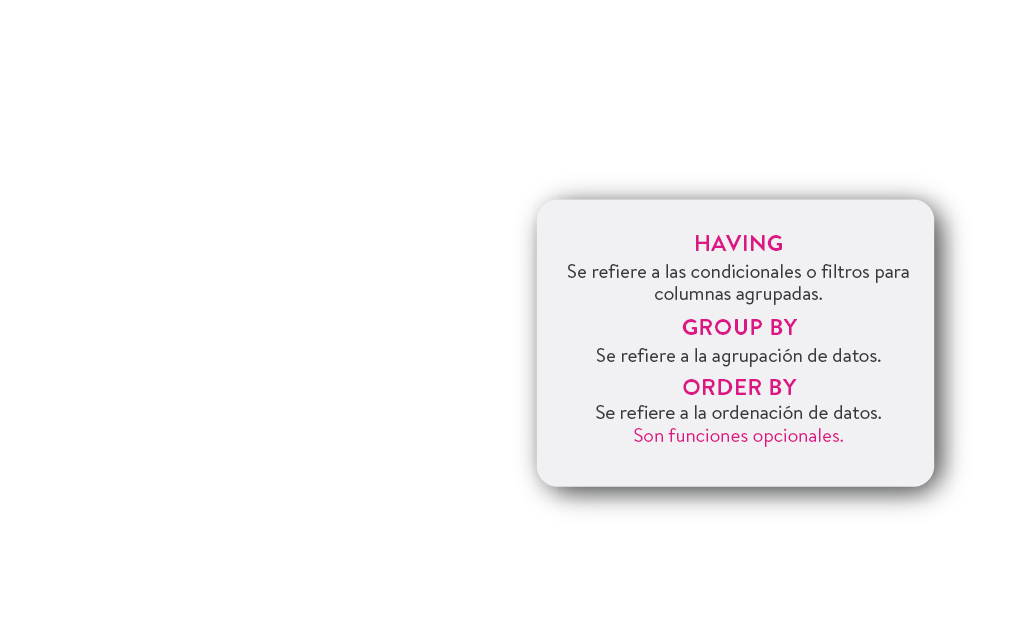 HAVING
Se refiere a las condicionales o filtros para
columnas agrupadas.
GROUP BY
Se refiere a la agrupación de datos.
ORDER BY
Se refiere a la ordenación de datos.
Son funciones opcionales.